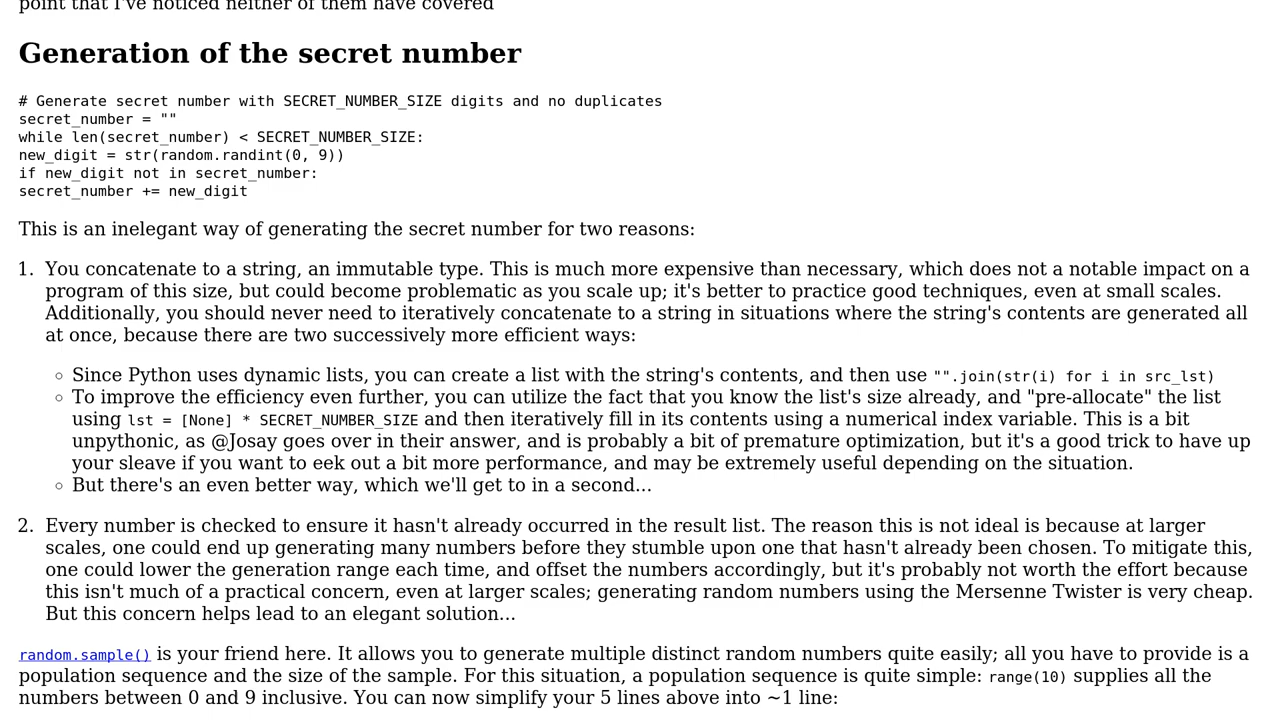 point that I've noticed neither of them have covered
Generation of the secret number
# Generate secret number with SECRET_NUMBER_SIZE digits and no duplicates
secret_number = ""
while len(secret_number) < SECRET_NUMBER_SIZE:
new_digit = str(random.randint(0, 9))
if new_digit not in secret_number:
secret_number += new_digit
This is an inelegant way of generating the secret number for two reasons:
1. You concatenate to a string, an immutable type. This is much more expensive than necessary, which does not a notable impact on a
program of this size, but could become problematic as you scale up; it's better to practice good techniques, even at small scales.
Additionally, you should never need to iteratively concatenate to a string in situations where the string's contents are generated all
at once, because there are two successively more efficient ways:
◦ Since Python uses dynamic lists, you can create a list with the string's contents, and then use "".join(str(i) for i in src_lst)
◦ To improve the efficiency even further, you can utilize the fact that you know the list's size already, and "pre-allocate" the list
using lst = [None] * SECRET_NUMBER_SIZE and then iteratively fill in its contents using a numerical index variable. This is a bit
unpythonic, as @Josay goes over in their answer, and is probably a bit of premature optimization, but it's a good trick to have up
your sleave if you want to eek out a bit more performance, and may be extremely useful depending on the situation.
◦ But there's an even better way, which we'll get to in a second...
2. Every number is checked to ensure it hasn't already occurred in the result list. The reason this is not ideal is because at larger
scales, one could end up generating many numbers before they stumble upon one that hasn't already been chosen. To mitigate this,
one could lower the generation range each time, and offset the numbers accordingly, but it's probably not worth the effort because
this isn't much of a practical concern, even at larger scales; generating random numbers using the Mersenne Twister is very cheap.
But this concern helps lead to an elegant solution...
random.sample() is your friend here. It allows you to generate multiple distinct random numbers quite easily; all you have to provide is a
population sequence and the size of the sample. For this situation, a population sequence is quite simple: range(10) supplies all the
numbers between 0 and 9 inclusive. You can now simplify your 5 lines above into ~1 line: